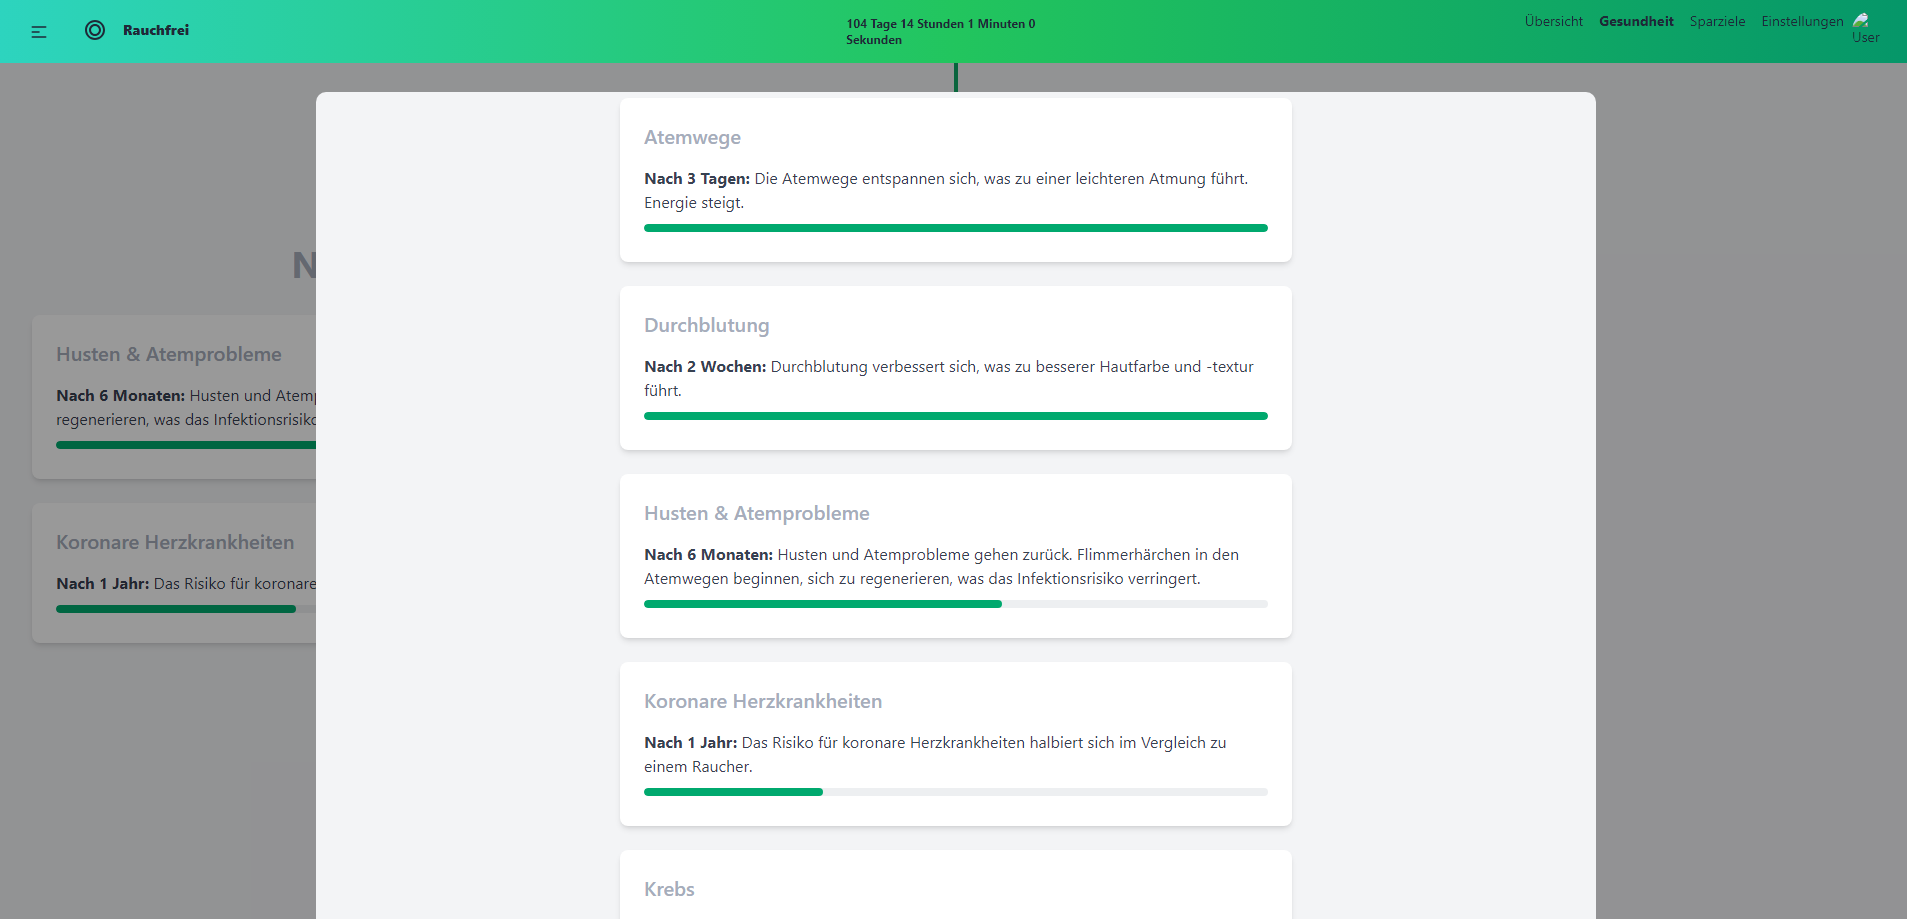 Rauchfrei
104 Tage 14 Stunden 1 Minuten 0
Sekunden
Übersicht
Gesundheit
Sparziele
Einstellungen
User
N
Husten & Atemprobleme
Nach 6 Monaten: Husten und Atemp
regenerieren, was das Infektionsrisiko
Koronare Herzkrankheiten
Nach 1 Jahr: Das Risiko für koronare
Atemwege
Nach 3 Tagen: Die Atemwege entspannen sich, was zu einer leichteren Atmung führt.
Energie steigt.
Durchblutung
Nach 2 Wochen: Durchblutung verbessert sich, was zu besserer Hautfarbe und -textur
führt.
Husten & Atemprobleme
Nach 6 Monaten: Husten und Atemprobleme gehen zurück. Flimmerhärchen in den
Atemwegen beginnen, sich zu regenerieren, was das Infektionsrisiko verringert.
Koronare Herzkrankheiten
Nach 1 Jahr: Das Risiko für koronare Herzkrankheiten halbiert sich im Vergleich zu
einem Raucher.
Krebs